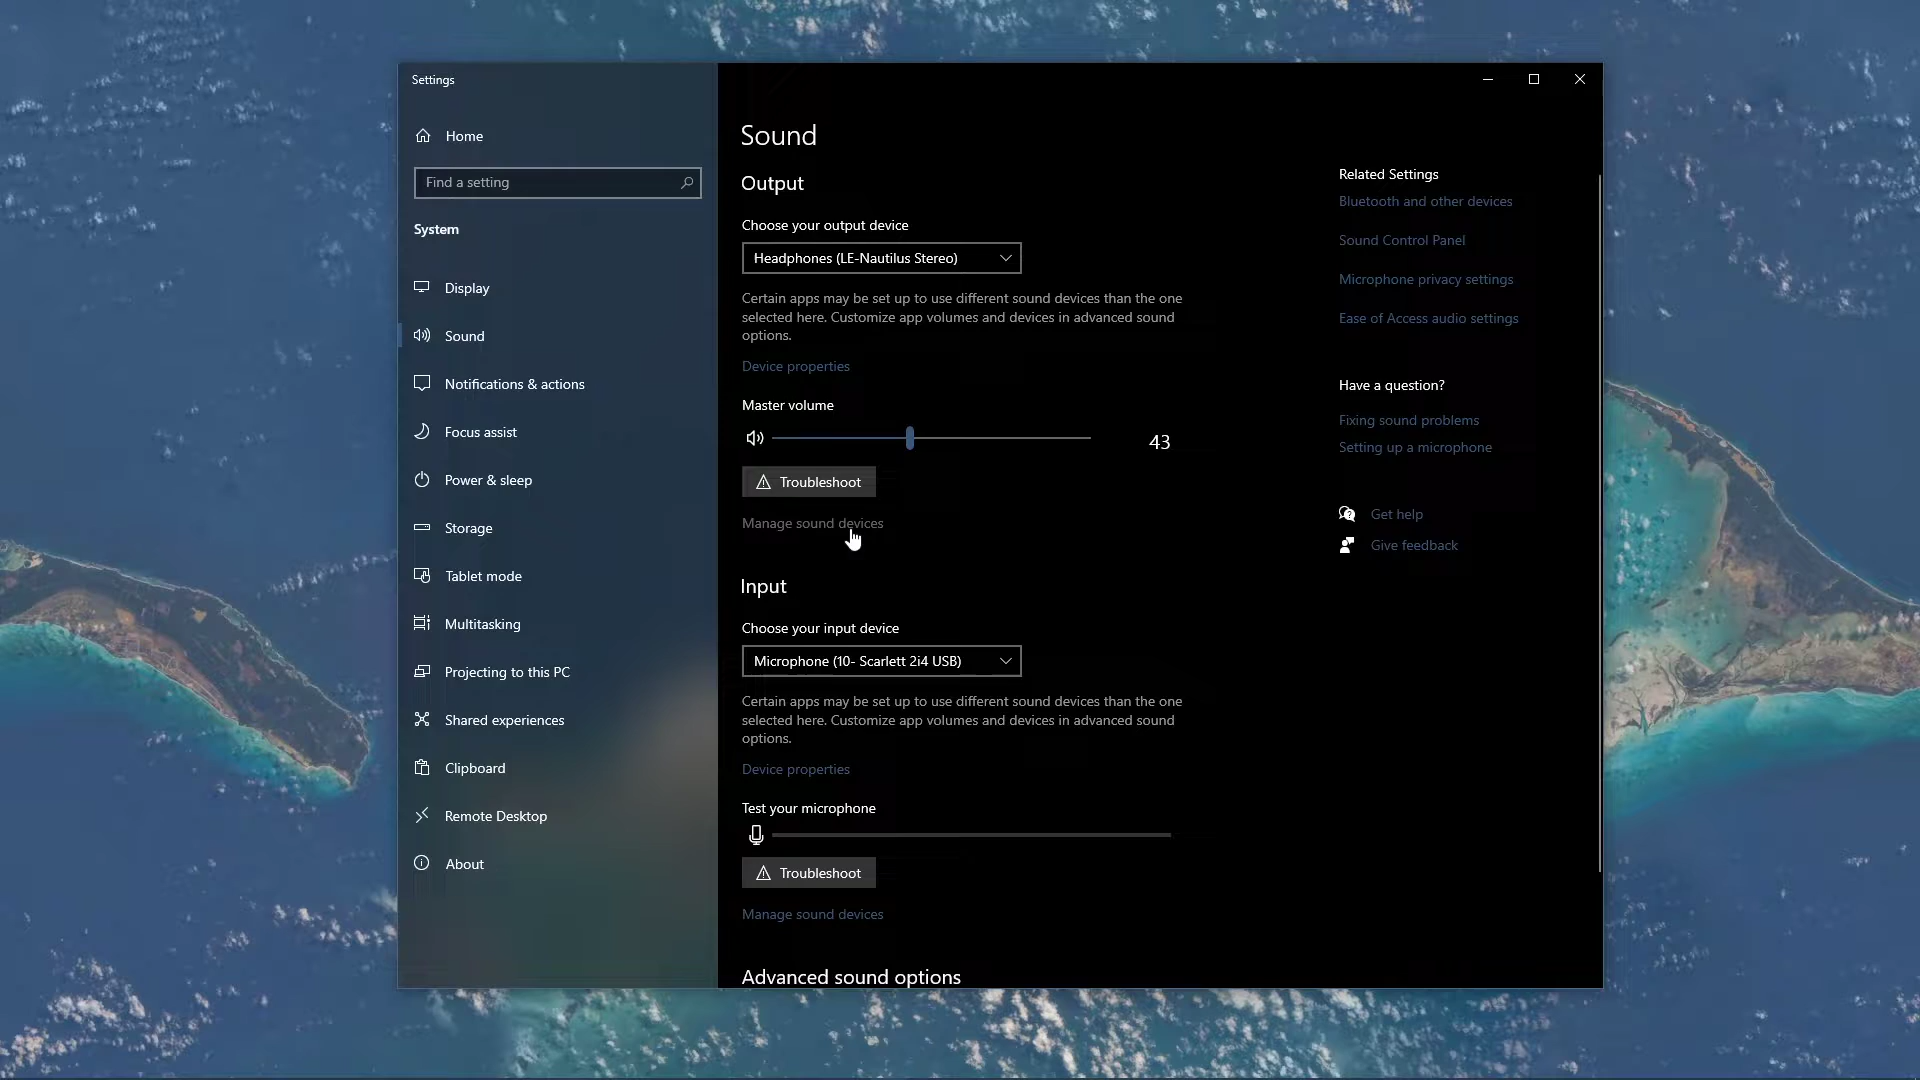 Settings
Home
Find a setting
System
Display
Sound
Notifications & actions
Focus assist
Power & sleep
Storage
Tablet mode
Multitasking
Projecting to this PC
Shared experiences
Clipboard
Remote Desktop
About
Sound
Output
Choose your output device
Headphones (LE-Nautilus Stereo)
Certain apps may be set up to use different sound devices than the one
selected here. Customize app volumes and devices in advanced sound
options.
Device properties
Master volume
43
Troubleshoot
Manage sound devices
Input
Choose your input device
Microphone (10- Scarlett 2i4 USB)
Certain apps may be set up to use different sound devices than the one
selected here. Customize app volumes and devices in advanced sound
options.
Device properties
Test your microphone
Troubleshoot
Manage sound devices
Advanced sound options
Related Settings
Bluetooth and other devices
Sound Control Panel
Microphone privacy settings
Ease of Access audio settings
Have a question?
Fixing sound problems
Setting up a microphone
Get help
Give feedback